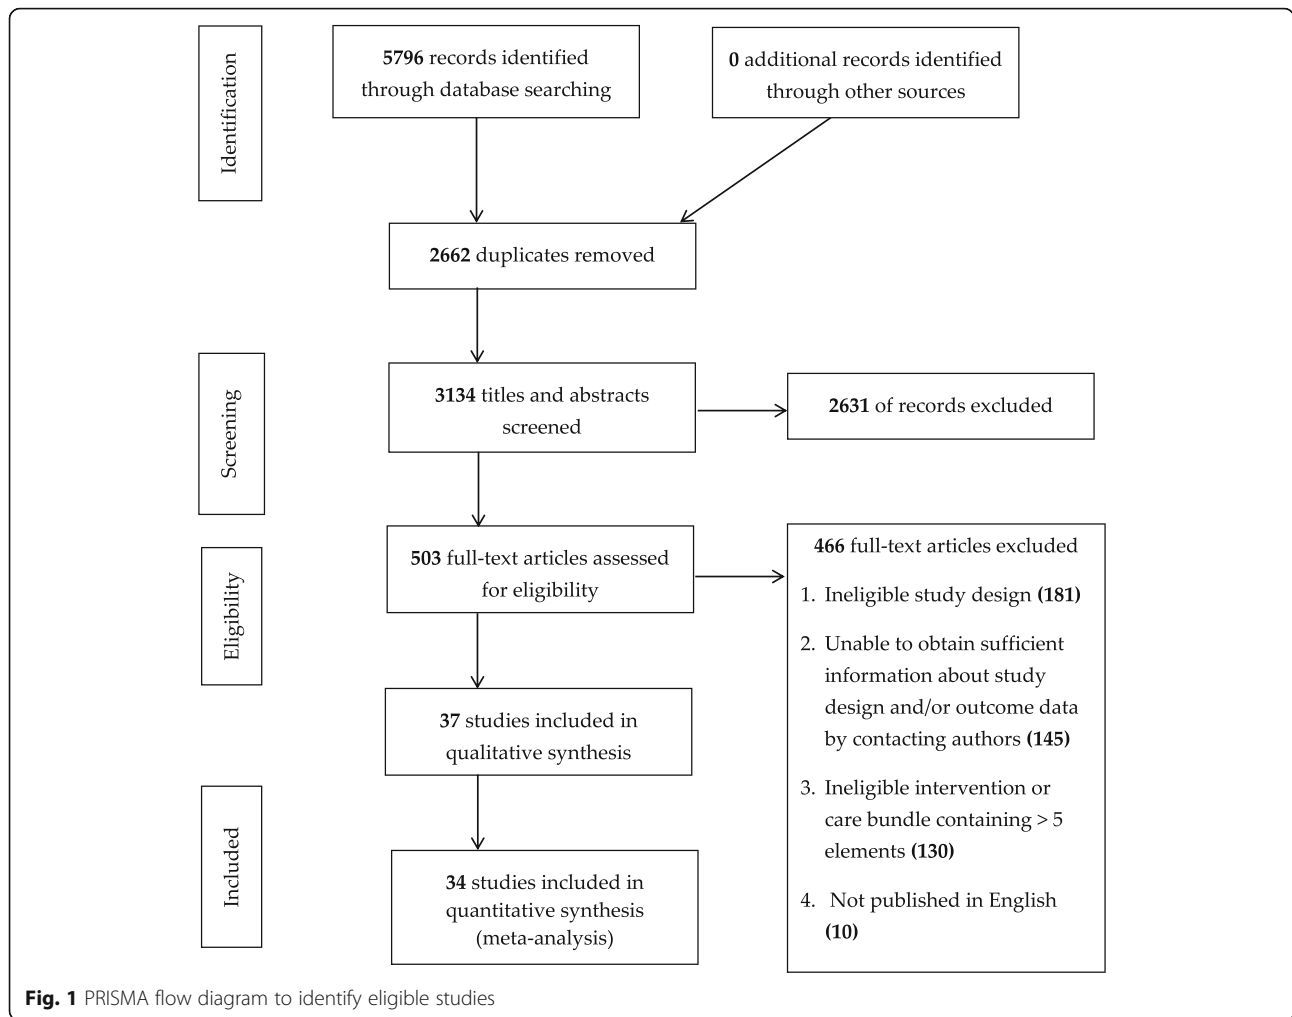 Identification
5796 records identified
through database searching
0 additional records identified
through other sources
2662 duplicates removed
Screening
3134 titles and abstracts
screened
2631 of records excluded
Eligibility
503 full-text articles assessed
for eligibility
466 full-text articles excluded
1. Ineligible study design (181)
2. Unable to obtain sufficient
information about study
design and/or outcome data
by contacting authors (145)
3. Ineligible intervention or
care bundle containing > 5
elements (130)
4. Not published in English
(10)
37 studies included in
qualitative synthesis
Included
34 studies included in
quantitative synthesis
(meta-analysis)
Fig. 1 PRISMA flow diagram to identify eligible studies